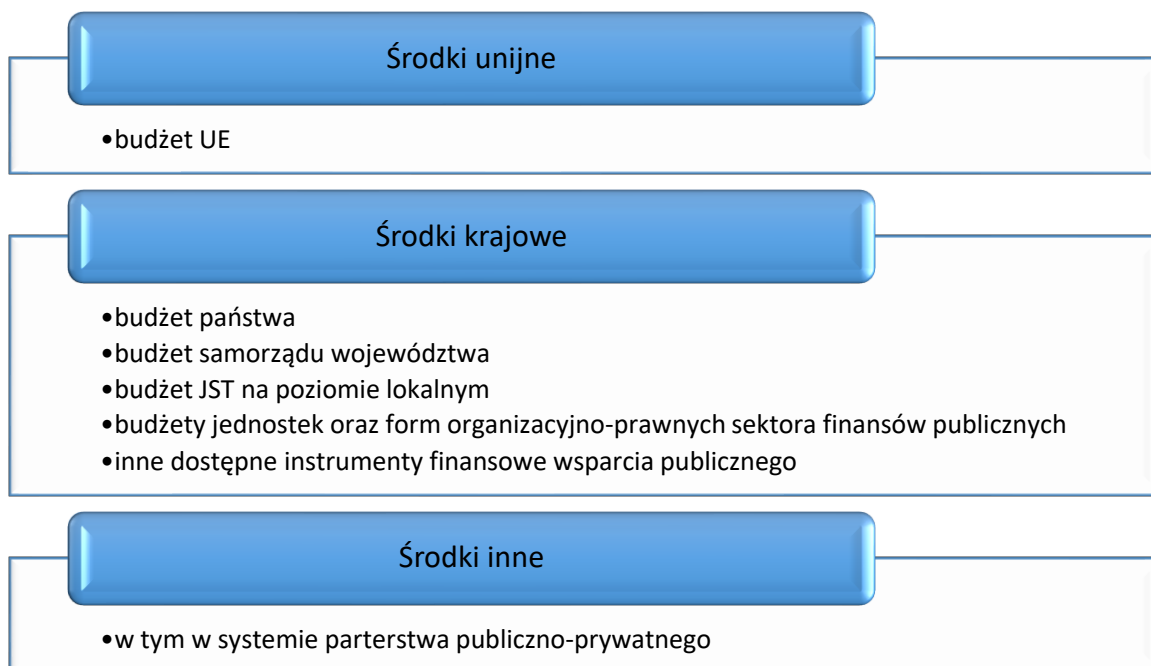 Środki unijne
•budżet UE
Środki krajowe
•budżet państwa
•budżet samorządu województwa
•budżet JST na poziomie lokalnym
•budżety jednostek oraz form organizacyjno-prawnych sektora finansów publicznych
•inne dostępne instrumenty finansowe wsparcia publicznego
Środki inne
•w tym w systemie parterstwa publiczno-prywatnego